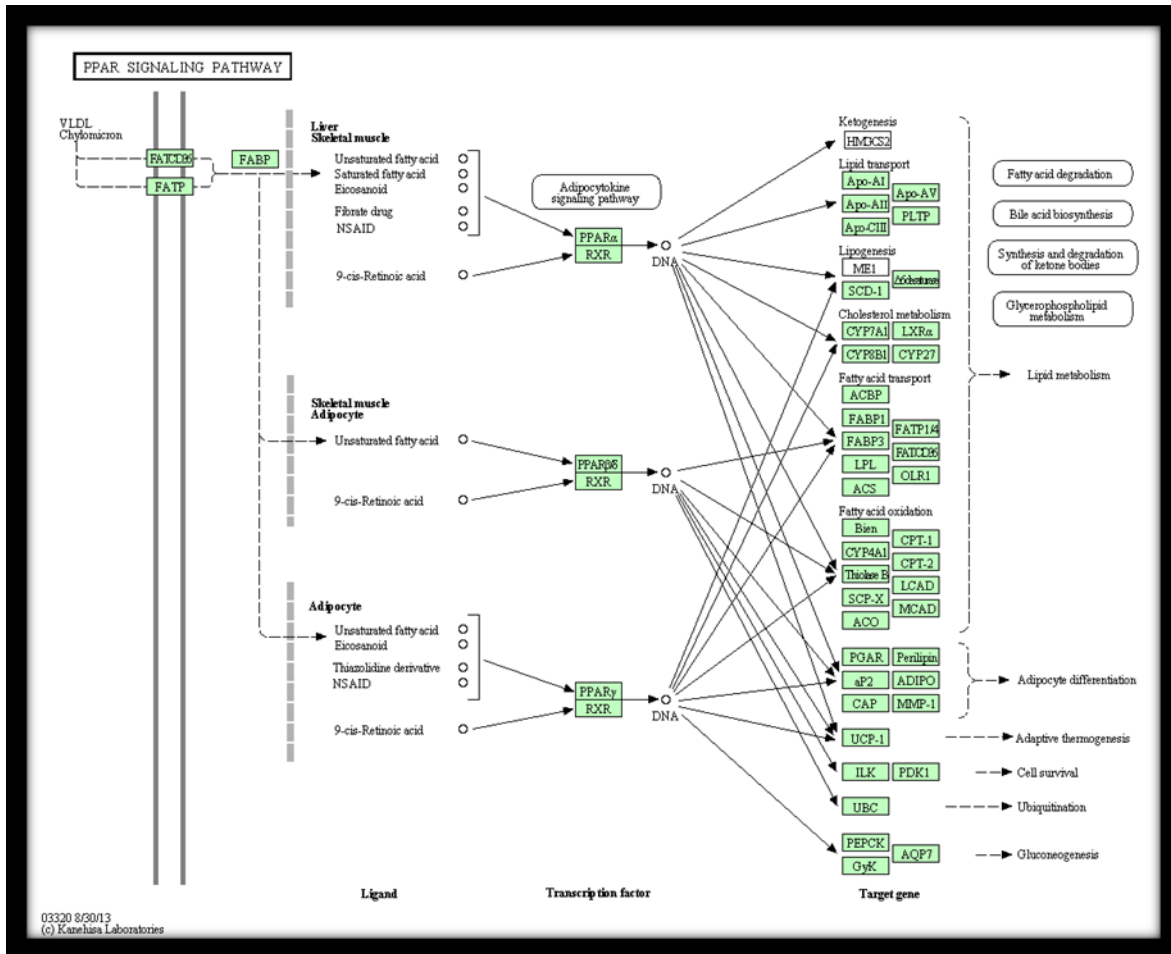 PPAR SIGNALING PATHWAY
VLDL
Chylomicron
FATCD36
FATP
FABP
Liver
Skeletal muscle
Unsaturated fatty acid
Saturated fatty acid
Eicosanoid
Fibrate drug
NSAID
9-cis-Retinoic acid
Adipocytokine
signaling pathway
PPARα
RXR
DNA
Skeletal muscle
Adipocyte
Unsaturated fatty acid
9-cis-Retinoic acid
PPARβ/δ
RXR
DNA
Adipocyte
Unsaturated fatty acid
Eicosanoid
Thiazolidine derivative
NSAID
9-cis-Retinoic acid
PPARγ
RXR
DNA
Ketogenesis
HMGCS2
Lipid transport
Apo-AI
Apo-AII
Apo-CIII
Apo-AV
PLTP
Lipogenesis
ME1
SCD-1
Δ6desaturase
Cholesterol metabolism
CYP7A1 LXRα
CYP8B1 CYP27
Fatty acid transport
ACBP
FABP1
FABP3
LPL
ACS
FATP1/4
FATCD36
OLR1
Fatty acid oxidation
Bien
CYP4A1
Thiolase B
SCP-X
ACO
CPT-1
CPT-2
LCAD
MCAD
PGAR Perilipin
aP2 ADIPO
CAP MMP-1
UCP-1
ILK PDK1
UBC
PEPCK
GyK
AQP7
Fatty acid degradation
Bile acid biosynthesis
Synthesis and degradation
of ketone bodies
Glycerophospholipid
metabolism
Lipid metabolism
Adipocyte differentiation
Adaptive thermogenesis
Cell survival
Ubiquitination
Gluconeogenesis
Ligand
Transcription factor
Target gene
03320 8/30/13
(c) Kanehisa Laboratories